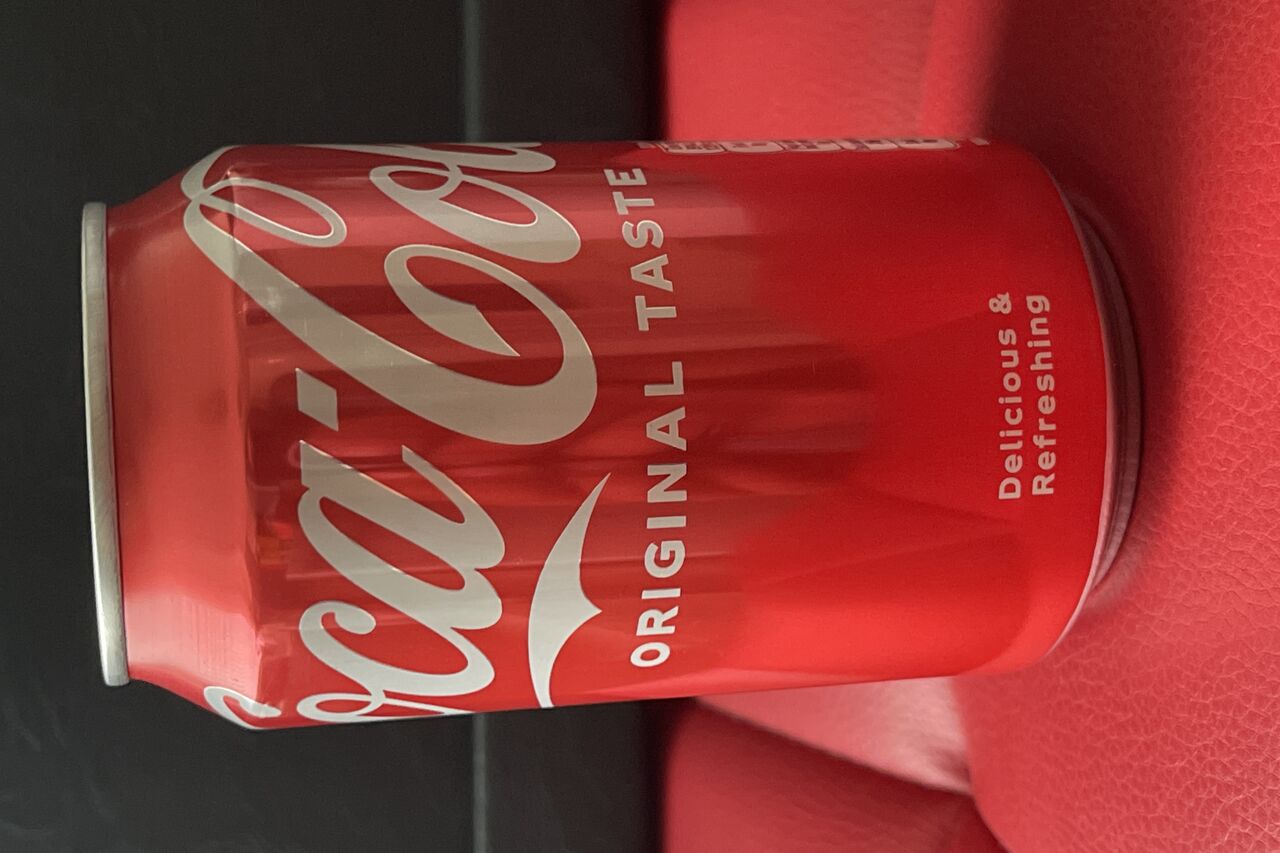 Coca-Cola
ORIGINAL TASTE
Delicious &
Refreshing